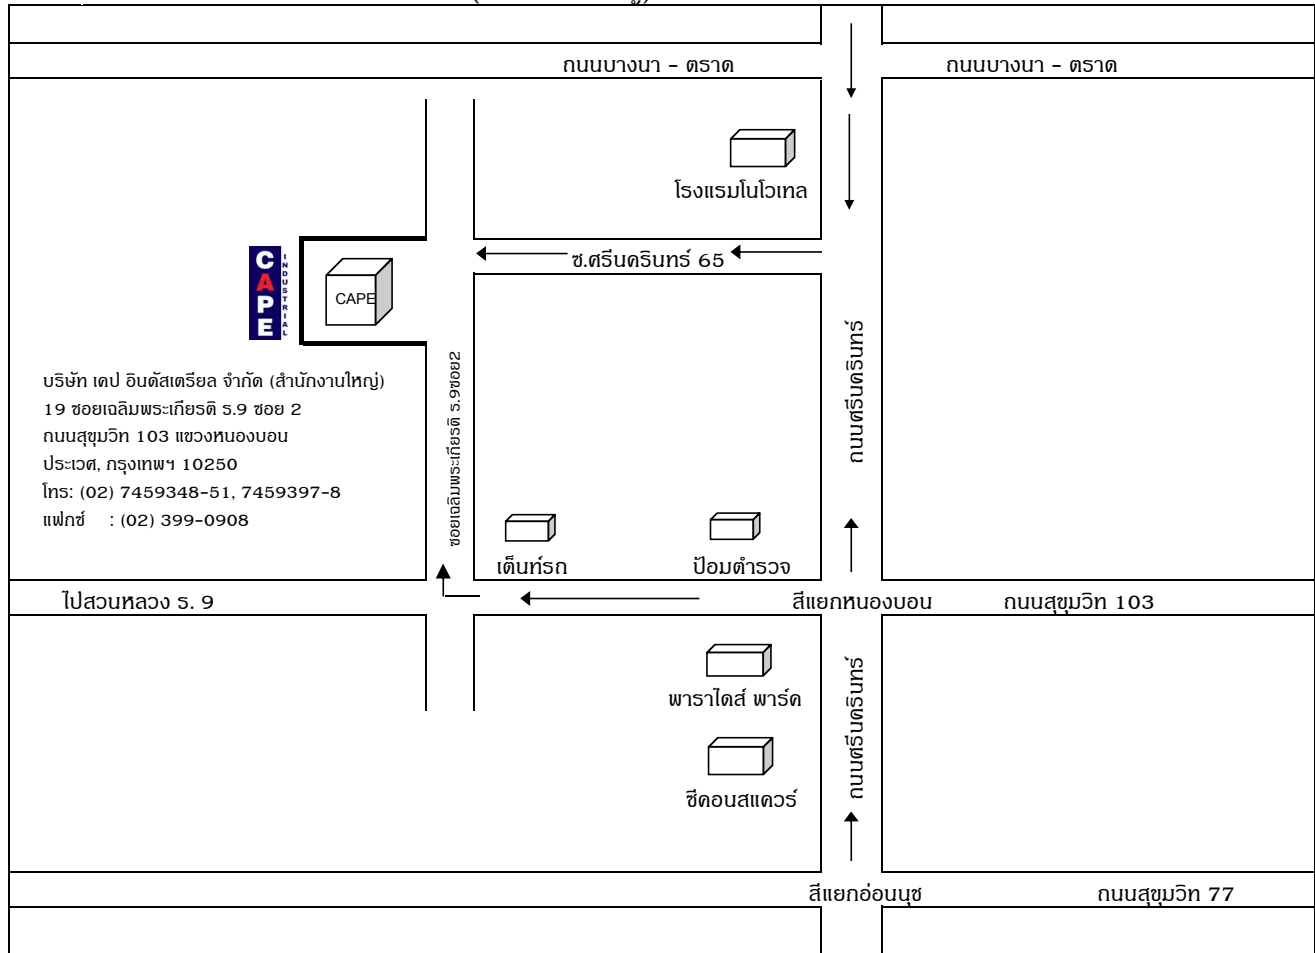 ถนนบางนา - ตราด
ถนนบางนา - ตราด
โรงแรมโนโวเทล
ซ.ศรีนครินทร์ 65
CAPE
INDUSTRIAL
CAPE
ถนนศรีนครินทร์
ซอยเฉลิมพระเกียรติ ร.9ซอย2
บริษัท เคป อินดัสเตรียล จำกัด (สำนักงานใหญ่)
19 ซอยเฉลิมพระเกียรติ ร.9 ซอย 2
ถนนสุขุมวิท 103 แขวงหนองบอน
ประเวศ, กรุงเทพฯ 10250
โทร: (02) 7459348-51, 7459397-8
แฟกซ์ : (02) 399-0908
เต็นท์รถ
ป้อมตำรวจ
ไปสวนหลวง ร. 9
สี่แยกหนองบอน
ถนนสุขุมวิท 103
พาราไดส์ พาร์ค
ถนนศรีนครินทร์
ซีคอนสแควร์
สี่แยกอ่อนนุช
ถนนสุขุมวิท 77